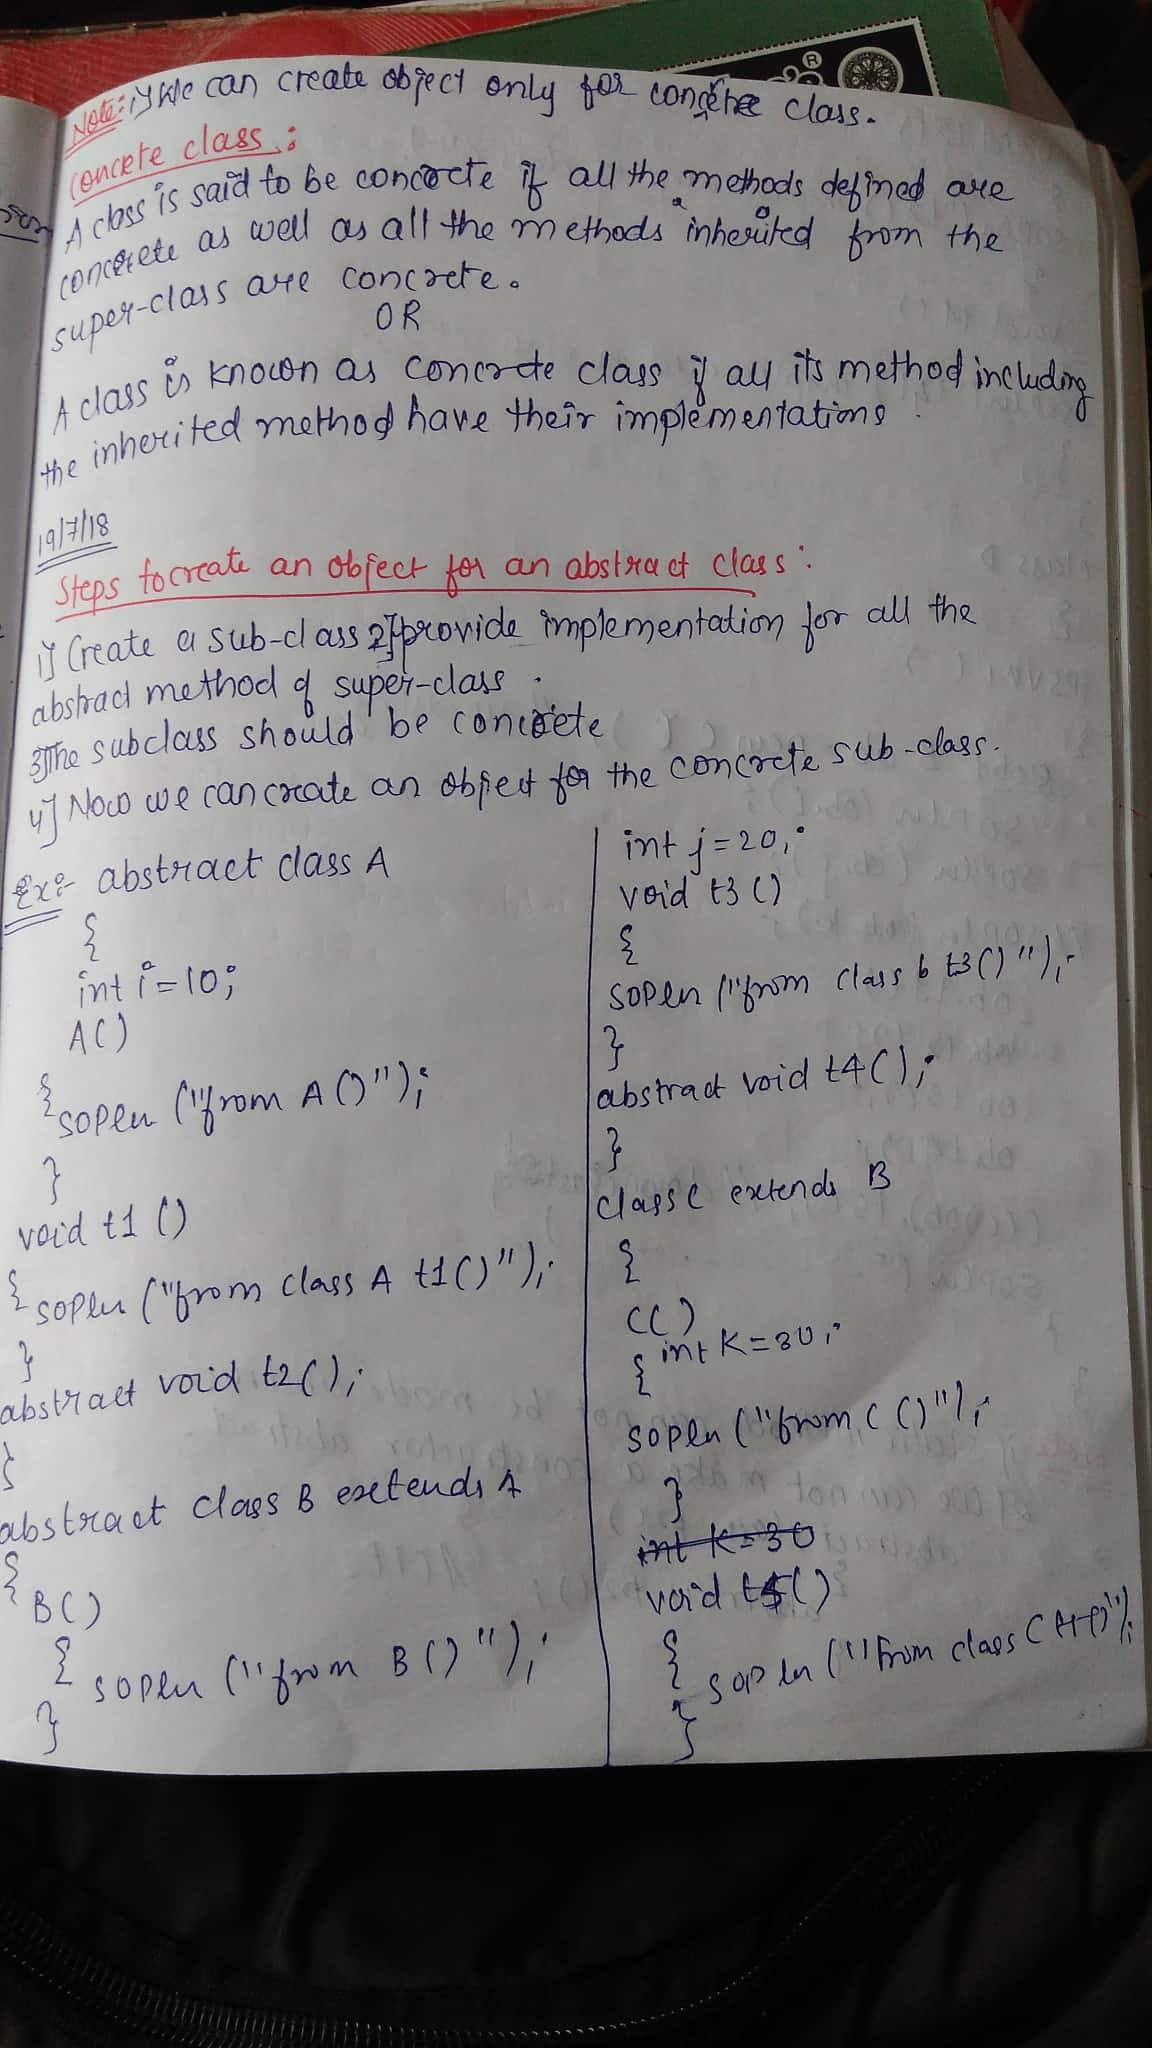 Note: 1] We can create object only for concrete class.
Concrete class :
A class is said to be concrete if all the methods defined are
concrete as well as all the methods inherited from the
super-class are concrete.
OR
A class is known as concrete class if all its method including
the inherited method have their implementations.
19/7/18
Steps to create an object for an abstract class :
1] Create a sub-class 2] provide implementation for all the
abstract method of super-class.
3] The subclass should be concrete
4] Now we can create an object for the concrete sub-class.
Ex:- abstract class A
{
int i=10;
A()
{
sopln ("from A()");
}
void t1 ()
{ sopln ("from class A t1()");
}
abstract void t2();
}
abstract class B extends A
{
B()
{ sopln ("from B()");
}
int j=20;
void t3 ()
{
sopln ("from class b t3()");
}
abstract void t4();
}
class C extends B
{
C()
{ int K=30;
sopln ("from C()");
}
int K=30
void ()
{ sopln ("from class C
}